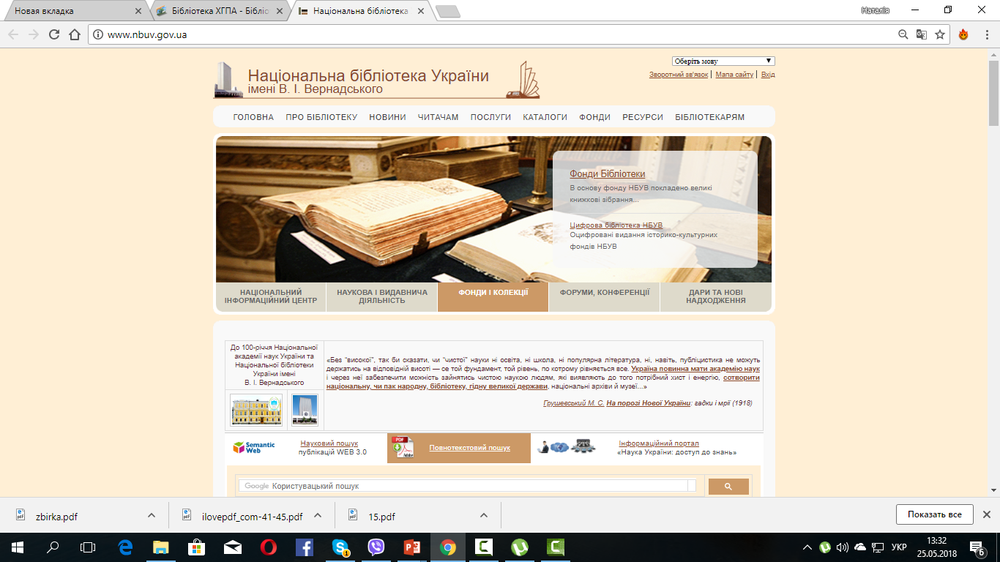 Новая вкладка
Бібліотека ХГПА - Бібліо
Національна бібліотека
Наталія
www.nbuv.gov.ua
Оберіть мову
Національна бібліотека України
імені В. І. Вернадського
Зворотний зв'язок | Мапа сайту | Вхід
ГОЛОВНА ПРО БІБЛІОТЕКУ НОВИНИ ЧИТАЧАМ ПОСЛУГИ КАТАЛОГИ ФОНДИ РЕСУРСИ БІБЛІОТЕКАРЯМ
Фонди Бібліотеки
В основу фонду НБУВ покладено великі
книжкові зібрання...
Цифрова бібліотека НБУВ
Оцифровані видання історико-культурних
фондів НБУВ
НАЦІОНАЛЬНИЙ
ІНФОРМАЦІЙНИЙ ЦЕНТР
НАУКОВА І ВИДАВНИЧА
ДІЯЛЬНІСТЬ
ФОНДИ І КОЛЕКЦІЇ
ФОРУМИ, КОНФЕРЕНЦІЇ
ДАРИ ТА НОВІ
НАДХОДЖЕННЯ
До 100-річчя Національної
академії наук України та
Національної бібліотеки
України імені
В. І. Вернадського
«Без “високої”, так би сказати, чи “чистої” науки ні освіта, ні школа, ні популярна література, ні, навіть, публіцистика не можуть
держатись на відповідній висоті — се той фундамент, той рівень, по котрому рівняється все. Україна повинна мати академію наук
і через неї забезпечити можність зайнятись чистою наукою людям, які виявляють до того потрібний хист і енергію, сотворити
національну, чи пак народну, бібліотеку, гідну великої держави, національні архіви й музеї...»
Грушевський М. С. На порозі Нової України: гадки і мрії (1918)
Semantic
Web
Науковий пошук
публікацій WEB 3.0
PDF
Adobe
Повнотекстовий пошук
Інформаційний портал
«Наука України: доступ до знань»
Google Користувацький пошук
zbirka.pdf
ilovepdf_com-41-45.pdf
15.pdf
Показать все
УКР
13:32
25.05.2018
6